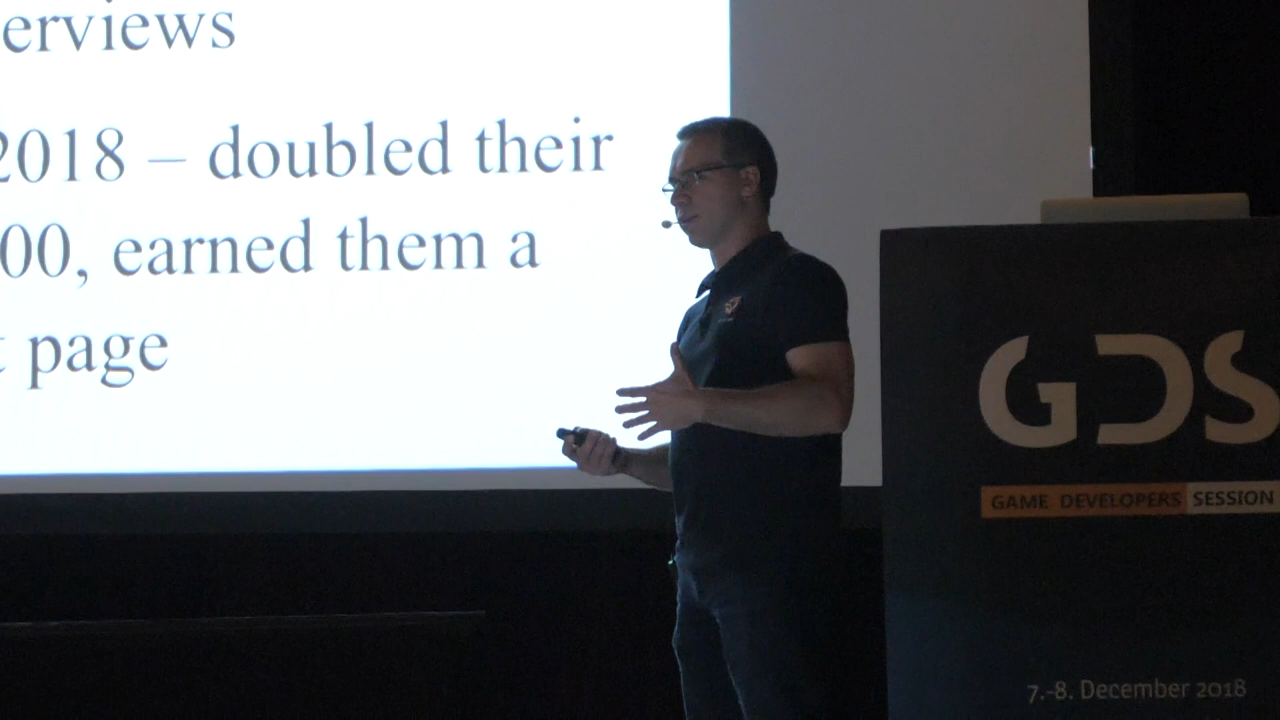 erviews
2018 – doubled their
00, earned them a
page
GDS
GAME DEVELOPERS SESSION
7.-8. December 2018